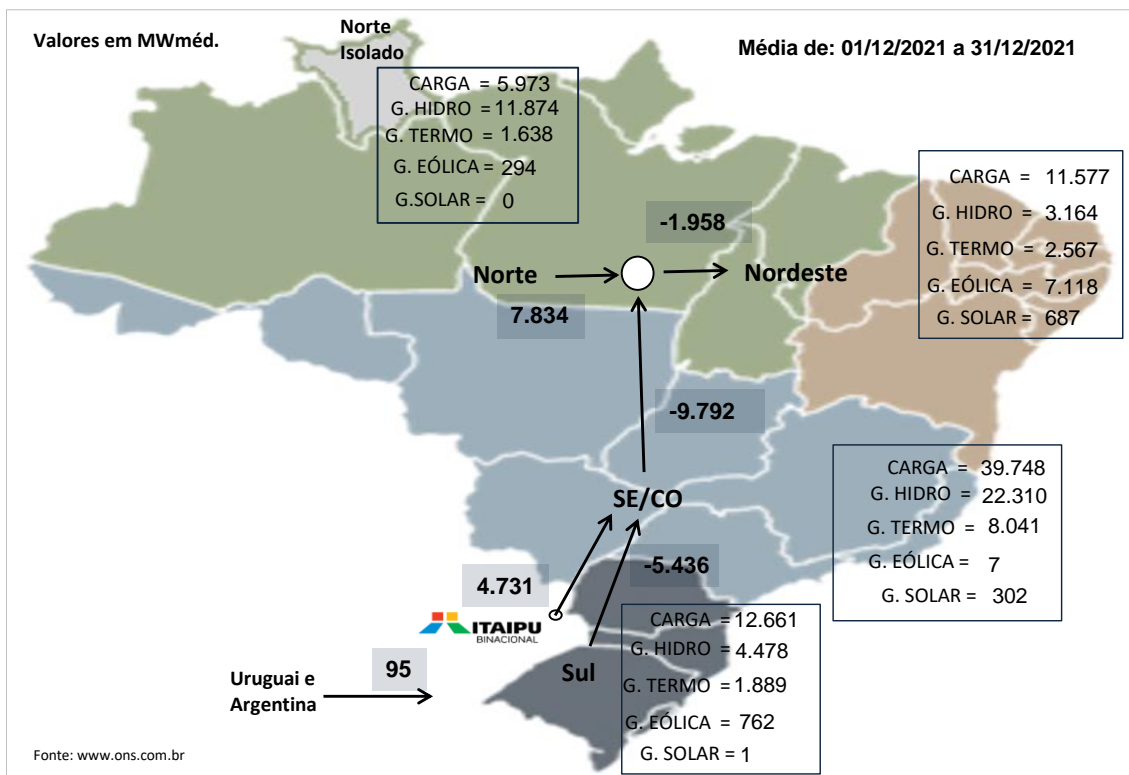 Valores em MWméd.
Norte
Isolado
Média de: 01/12/2021 a 31/12/2021
CARGA = 5.973
G. HIDRO = 11.874
G. TERMO = 1.638
G. EÓLICA = 294
G.SOLAR = 0
CARGA = 11.577
G. HIDRO = 3.164
G. TERMO = 2.567
G. EÓLICA = 7.118
G. SOLAR = 687
-1.958
Norte
Nordeste
7.834
-9.792
CARGA = 39.748
G. HIDRO = 22.310
G. TERMO = 8.041
G. EÓLICA = 7
G. SOLAR = 302
SE/CO
-5.436
4.731
ITAIPU
BINACIONAL
CARGA = 12.661
G. HIDRO = 4.478
G. TERMO = 1.889
G. EÓLICA = 762
G. SOLAR = 1
Sul
95
Uruguai e
Argentina
Fonte: www.ons.com.br